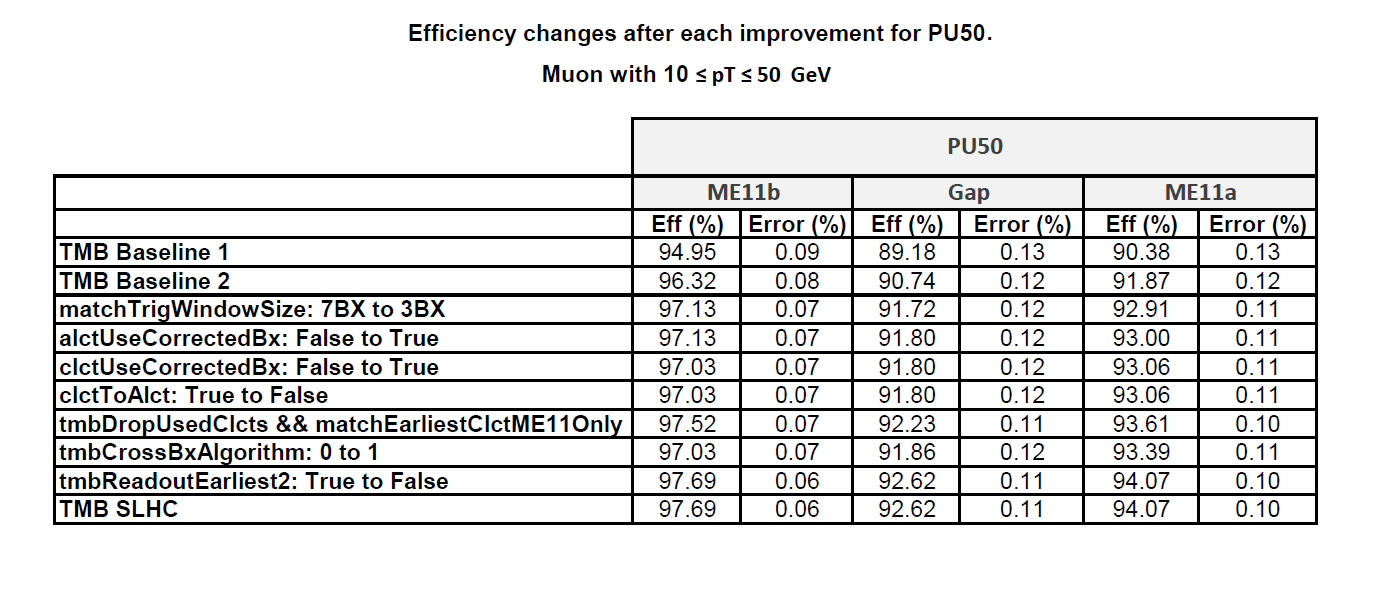 Efficiency changes after each improvement for PU50.
Muon with 10 ≤ pT ≤ 50 GeV
PU50
ME11b Gap ME11a
Eff (%) Error (%) Eff (%) Error (%) Eff (%) Error (%)
TMB Baseline 1 94.95 0.09 89.18 0.13 90.38 0.13
TMB Baseline 2 96.32 0.08 90.74 0.12 91.87 0.12
matchTrigWindowSize: 7BX to 3BX 97.13 0.07 91.72 0.12 92.91 0.11
alctUseCorrectedBx: False to True 97.13 0.07 91.80 0.12 93.00 0.11
clctUseCorrectedBx: False to True 97.03 0.07 91.80 0.12 93.06 0.11
clctToAlct: True to False 97.03 0.07 91.80 0.12 93.06 0.11
tmbDropUsedClcts && matchEarliestClctME11Only 97.52 0.07 92.23 0.11 93.61 0.10
tmbCrossBxAlgorithm: 0 to 1 97.03 0.07 91.86 0.12 93.39 0.11
tmbReadoutEarliest2: True to False 97.69 0.06 92.62 0.11 94.07 0.10
TMB SLHC 97.69 0.06 92.62 0.11 94.07 0.10